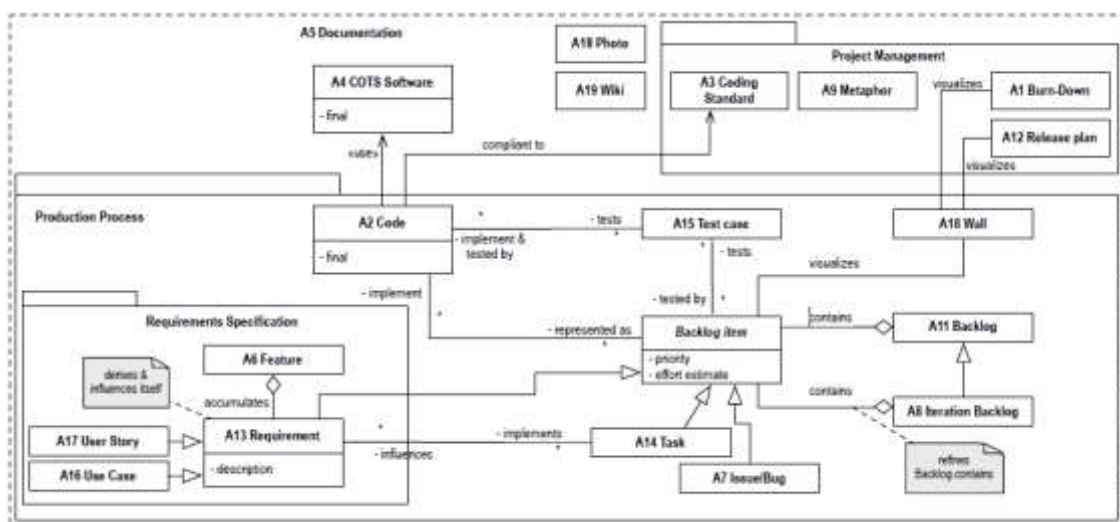 A5 Documentation
A18 Photo
A19 Wiki
Project Management
A4 COTS Software
- final
A3 Coding
Standard
A9 Metaphor
visualizes
A1 Burn-Down
A12 Release plan
visualizes
«use»
compliant to
Production Process
A2 Code
- final
*
- implement &
tested by
- tests
*
A15 Test case
*
- tests
A18 Wall
visualizes
- implement
*
- tested by
*
- represented as
*
Backlog item
- priority
- effort estimate
contains
A11 Backlog
contains
A8 Iteration Backlog
refines
Backlog contains
Requirements Specification
derives &
influences itself
A6 Feature
accumulates
A17 User Story
A16 Use Case
A13 Requirement
- description
*
- influences
- implements
*
A14 Task
A7 Issue/Bug